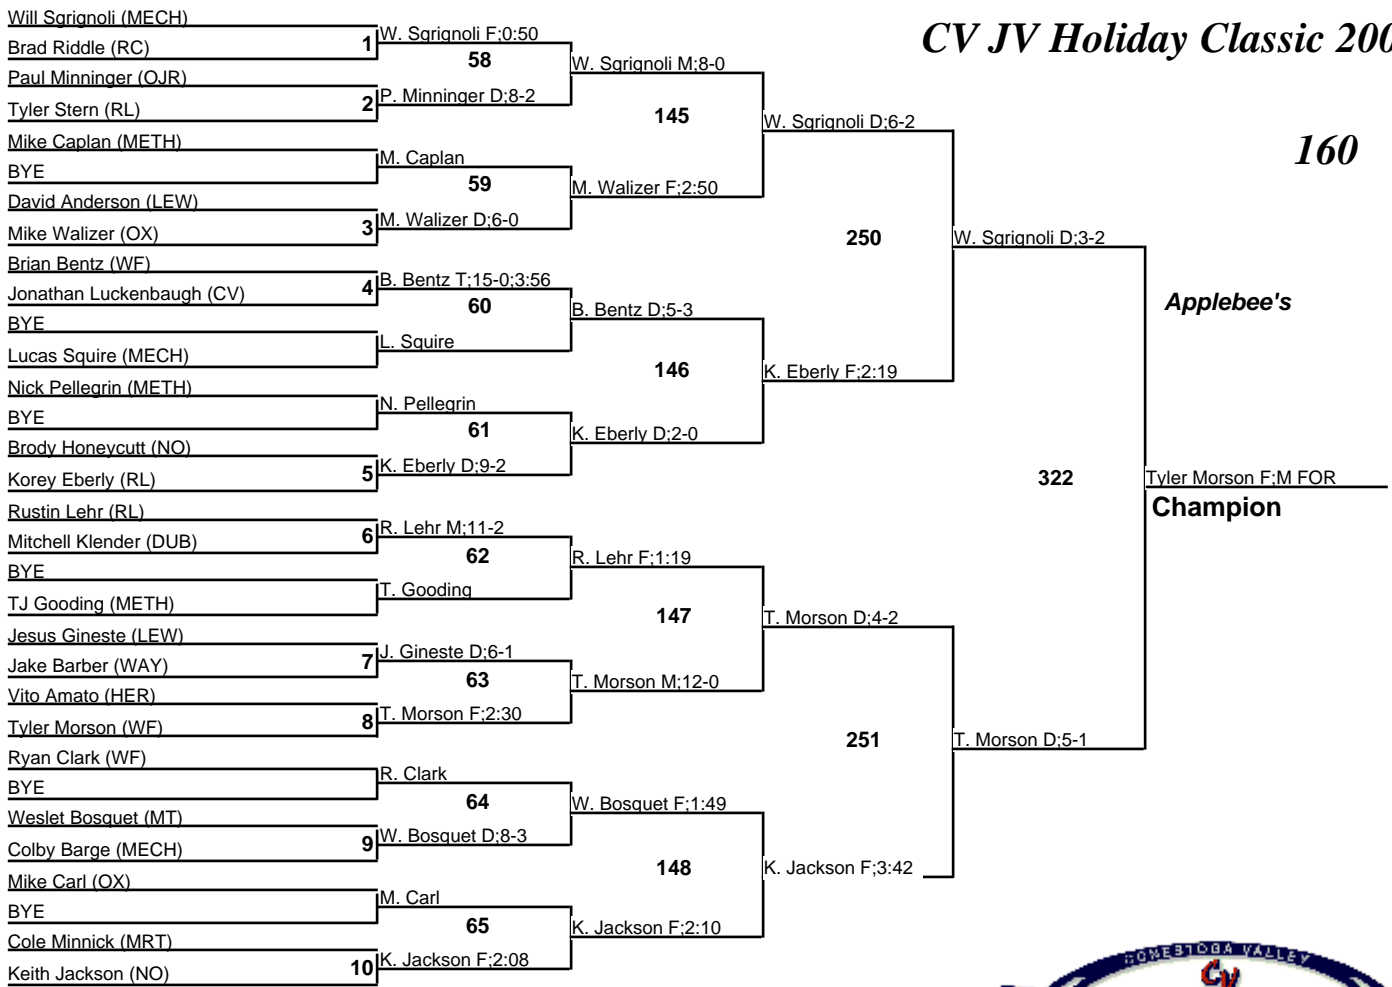 CV JV Holiday Classic 200
160
Will Sgrignoli (MECH)
Brad Riddle (RC)
Paul Minninger (OJR)
Tyler Stern (RL)
Mike Caplan (METH)
BYE
David Anderson (LEW)
Mike Walizer (OX)
Brian Bentz (WF)
Jonathan Luckenbaugh (CV)
BYE
Lucas Squire (MECH)
Nick Pellegrin (METH)
BYE
Brody Honeycutt (NO)
Korey Eberly (RL)
Rustin Lehr (RL)
Mitchell Klender (DUB)
BYE
TJ Gooding (METH)
Jesus Gineste (LEW)
Jake Barber (WAY)
Vito Amato (HER)
Tyler Morson (WF)
Ryan Clark (WF)
BYE
Weslet Bosquet (MT)
Colby Barge (MECH)
Mike Carl (OX)
BYE
Cole Minnick (MRT)
Keith Jackson (NO)
1 W. Sgrignoli F;0:50
58
2 P. Minninger D;8-2
M. Caplan
59
3 M. Walizer D;6-0
4 B. Bentz T;15-0;3:56
60
L. Squire
N. Pellegrin
61
5 K. Eberly D;9-2
6 R. Lehr M;11-2
62
T. Gooding
7 J. Gineste D;6-1
63
8 T. Morson F;2:30
R. Clark
64
9 W. Bosquet D;8-3
M. Carl
65
10 K. Jackson F;2:08
W. Sgrignoli M;8-0
145
M. Walizer F;2:50
B. Bentz D;5-3
146
K. Eberly D;2-0
R. Lehr F;1:19
147
T. Morson M;12-0
W. Bosquet F;1:49
148
K. Jackson F;2:10
W. Sgrignoli D;6-2
250
K. Eberly F;2:19
T. Morson D;4-2
251
K. Jackson F;3:42
W. Sgrignoli D;3-2
322
T. Morson D;5-1
Applebee's
Tyler Morson F;M FOR
Champion
CONESTOGA VALLEY
CV